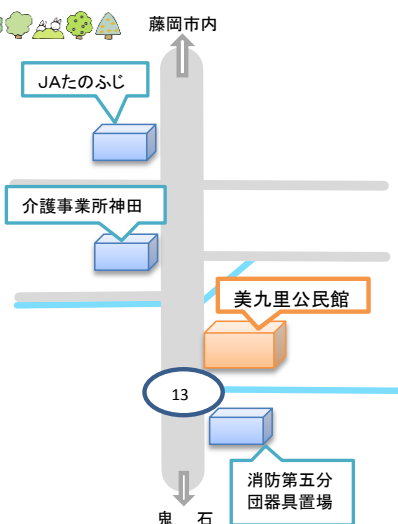 藤岡市内
JAたのふじ
介護事業所神田
美九里公民館
13
消防第五分
団器具置場
鬼　石